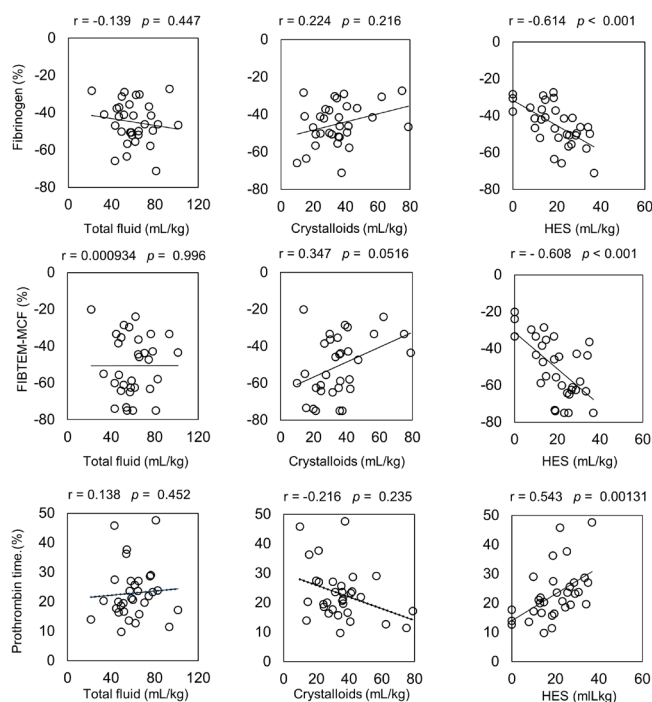 r = -0.139 p = 0.447
r = 0.224 p = 0.216
r = -0.614 p < 0.001
Fibrinogen (%)
0
-20
-40
-60
-80
0 40 80 120
Total fluid (mL/kg)
0
-20
-40
-60
-80
0 20 40 60 80
Crystalloids (mL/kg)
0
-20
-40
-60
-80
0 20 40 60
HES (mL/kg)
r = 0.000934 p = 0.996
r = 0.347 p = 0.0516
r = - 0.608 p < 0.001
FIBTEM-MCF (%)
0
-20
-40
-60
-80
0 40 80 120
Total fluid (mL/kg)
0
-20
-40
-60
-80
0 20 40 60 80
Crystalloids (mL/kg)
0
-20
-40
-60
-80
0 20 40 60
HES (mL/kg)
r = 0.138 p = 0.452
r = -0.216 p = 0.235
r = 0.543 p = 0.00131
Prothrombin time.(%)
50
40
30
20
10
0
0 40 80 120
Total fluid (mL/kg)
50
40
30
20
10
0
0 20 40 60 80
Crystalloids (mL/kg)
50
40
30
20
10
0
0 20 40 60
HES (mlLkg)